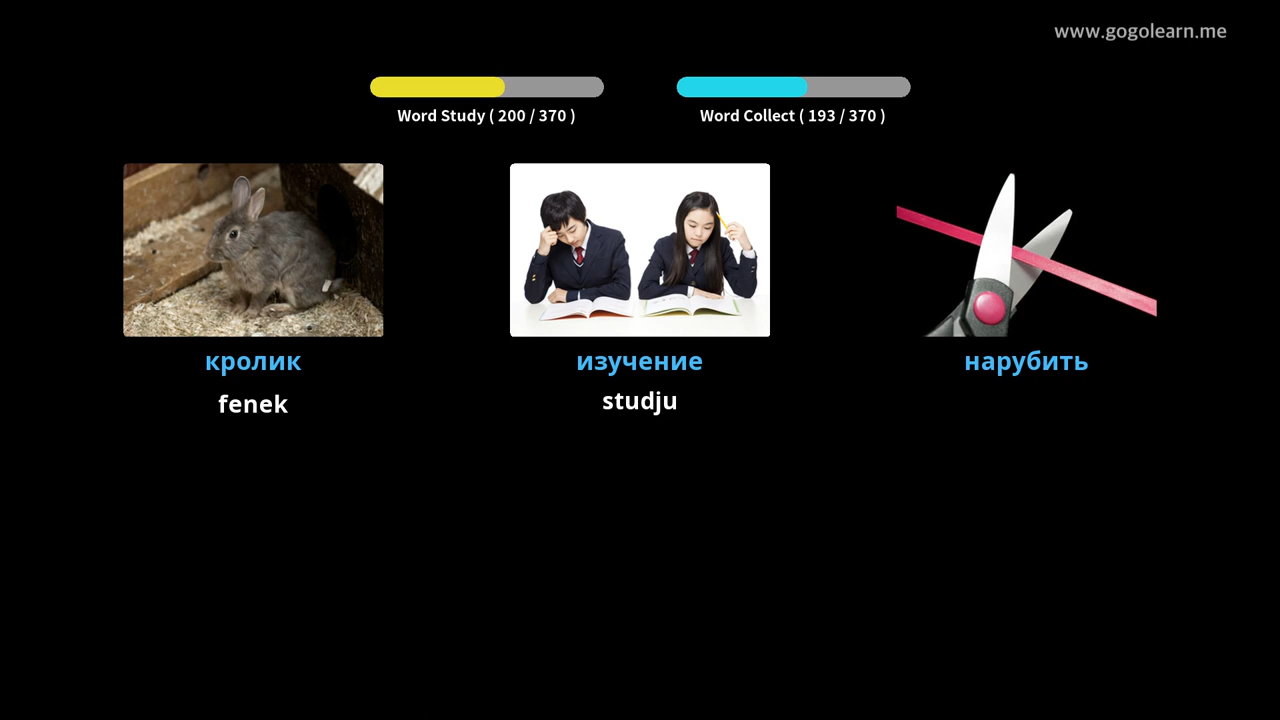 www.gogolearn.me
Word Study ( 200 / 370 )
Word Collect ( 193 / 370 )
кролик
изучение
нарубить
fenek
studju